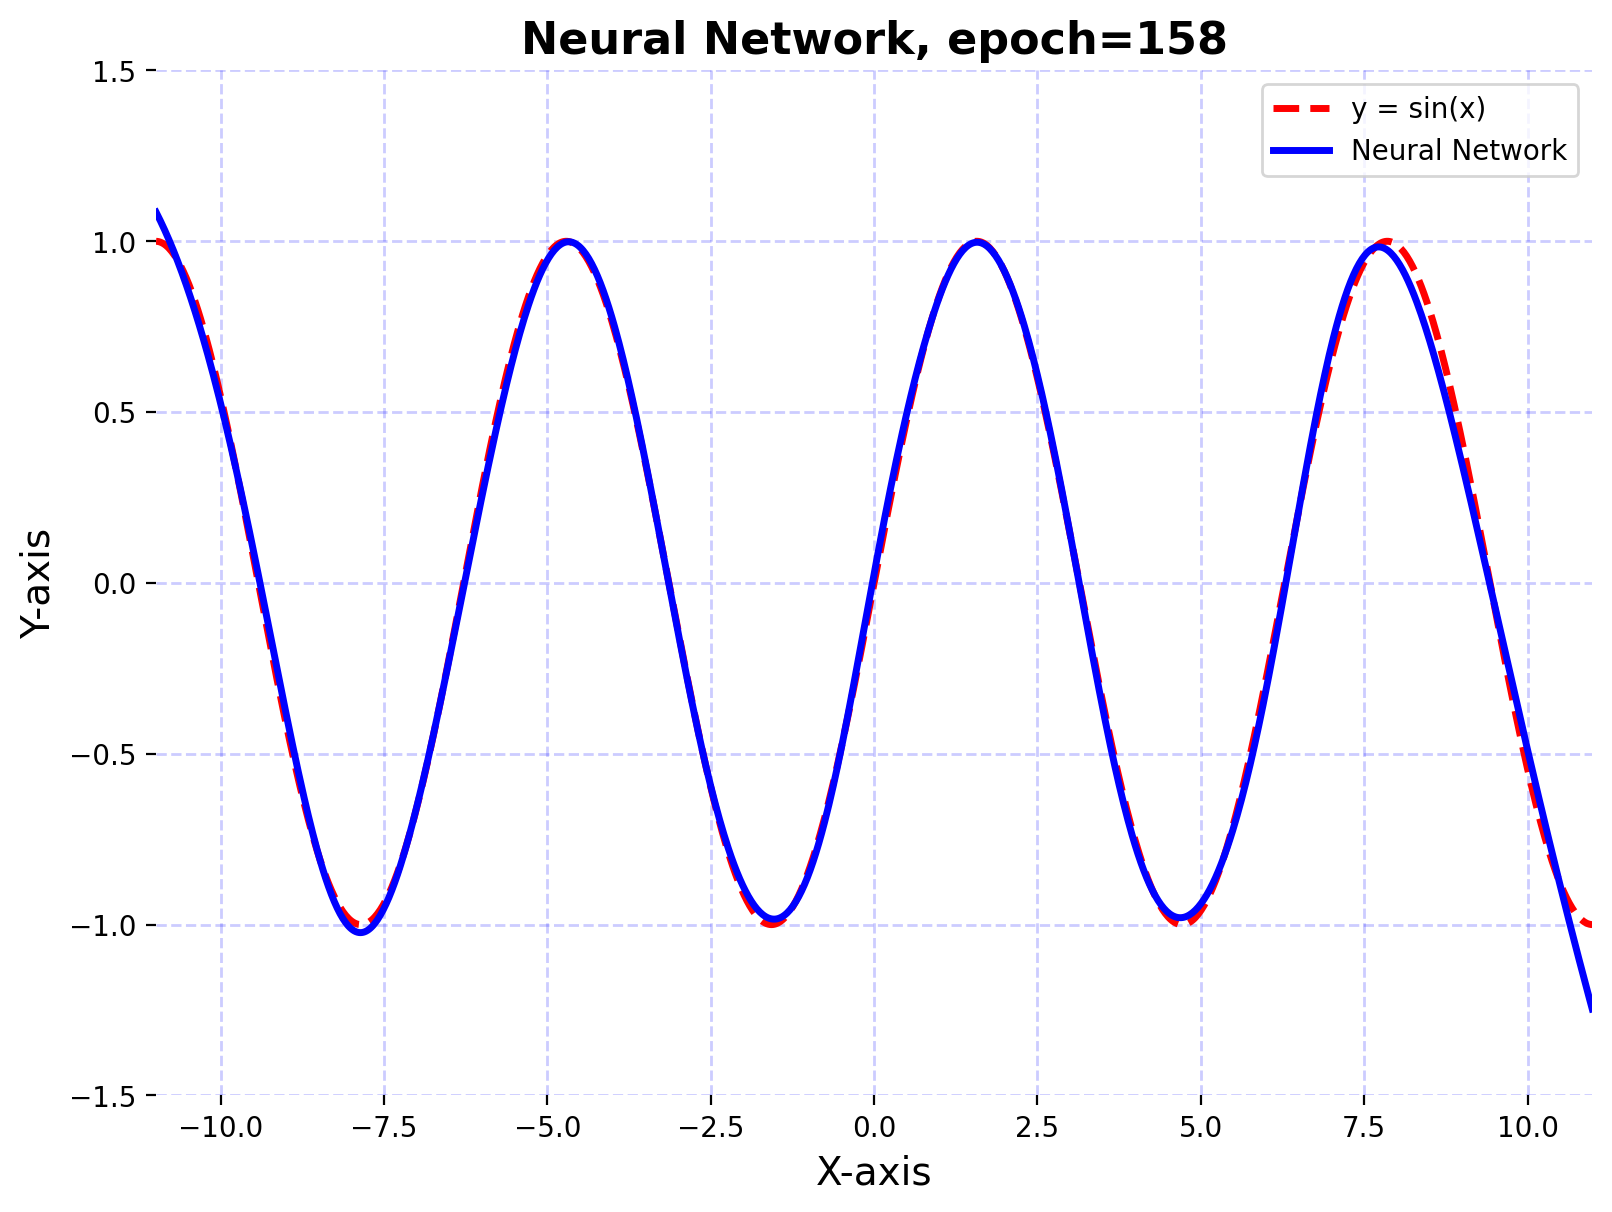 Neural Network, epoch=158
1.5
1.0
0.5
0.0
−0.5
−1.0
−1.5
Y-axis
y = sin(x)
Neural Network
−10.0 −7.5 −5.0 −2.5 0.0 2.5 5.0 7.5 10.0
X-axis